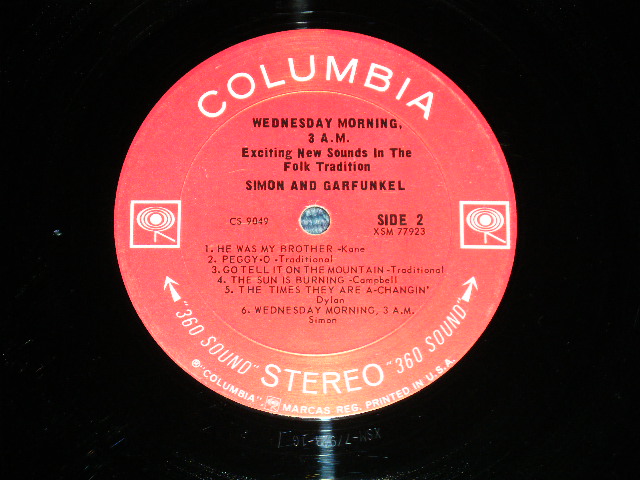 COLUMBIA
WEDNESDAY MORNING,
3 A.M.
Exciting New Sounds In The
Folk Tradition
SIMON AND GARFUNKEL
CS 9049
SIDE 2
XSM 77923
1. HE WAS MY BROTHER -Kane
2. PEGGY-O -Traditional
3. GO TELL IT ON THE MOUNTAIN -Traditional
4. THE SUN IS BURNING -Campbell
5. THE TIMES THEY ARE A-CHANGIN'
Dylan
6. WEDNESDAY MORNING, 3 A.M.
Simon
"360 SOUND" STEREO "360 SOUND"
℗ "COLUMBIA" MARCAS REG. PRINTED IN U.S.A.